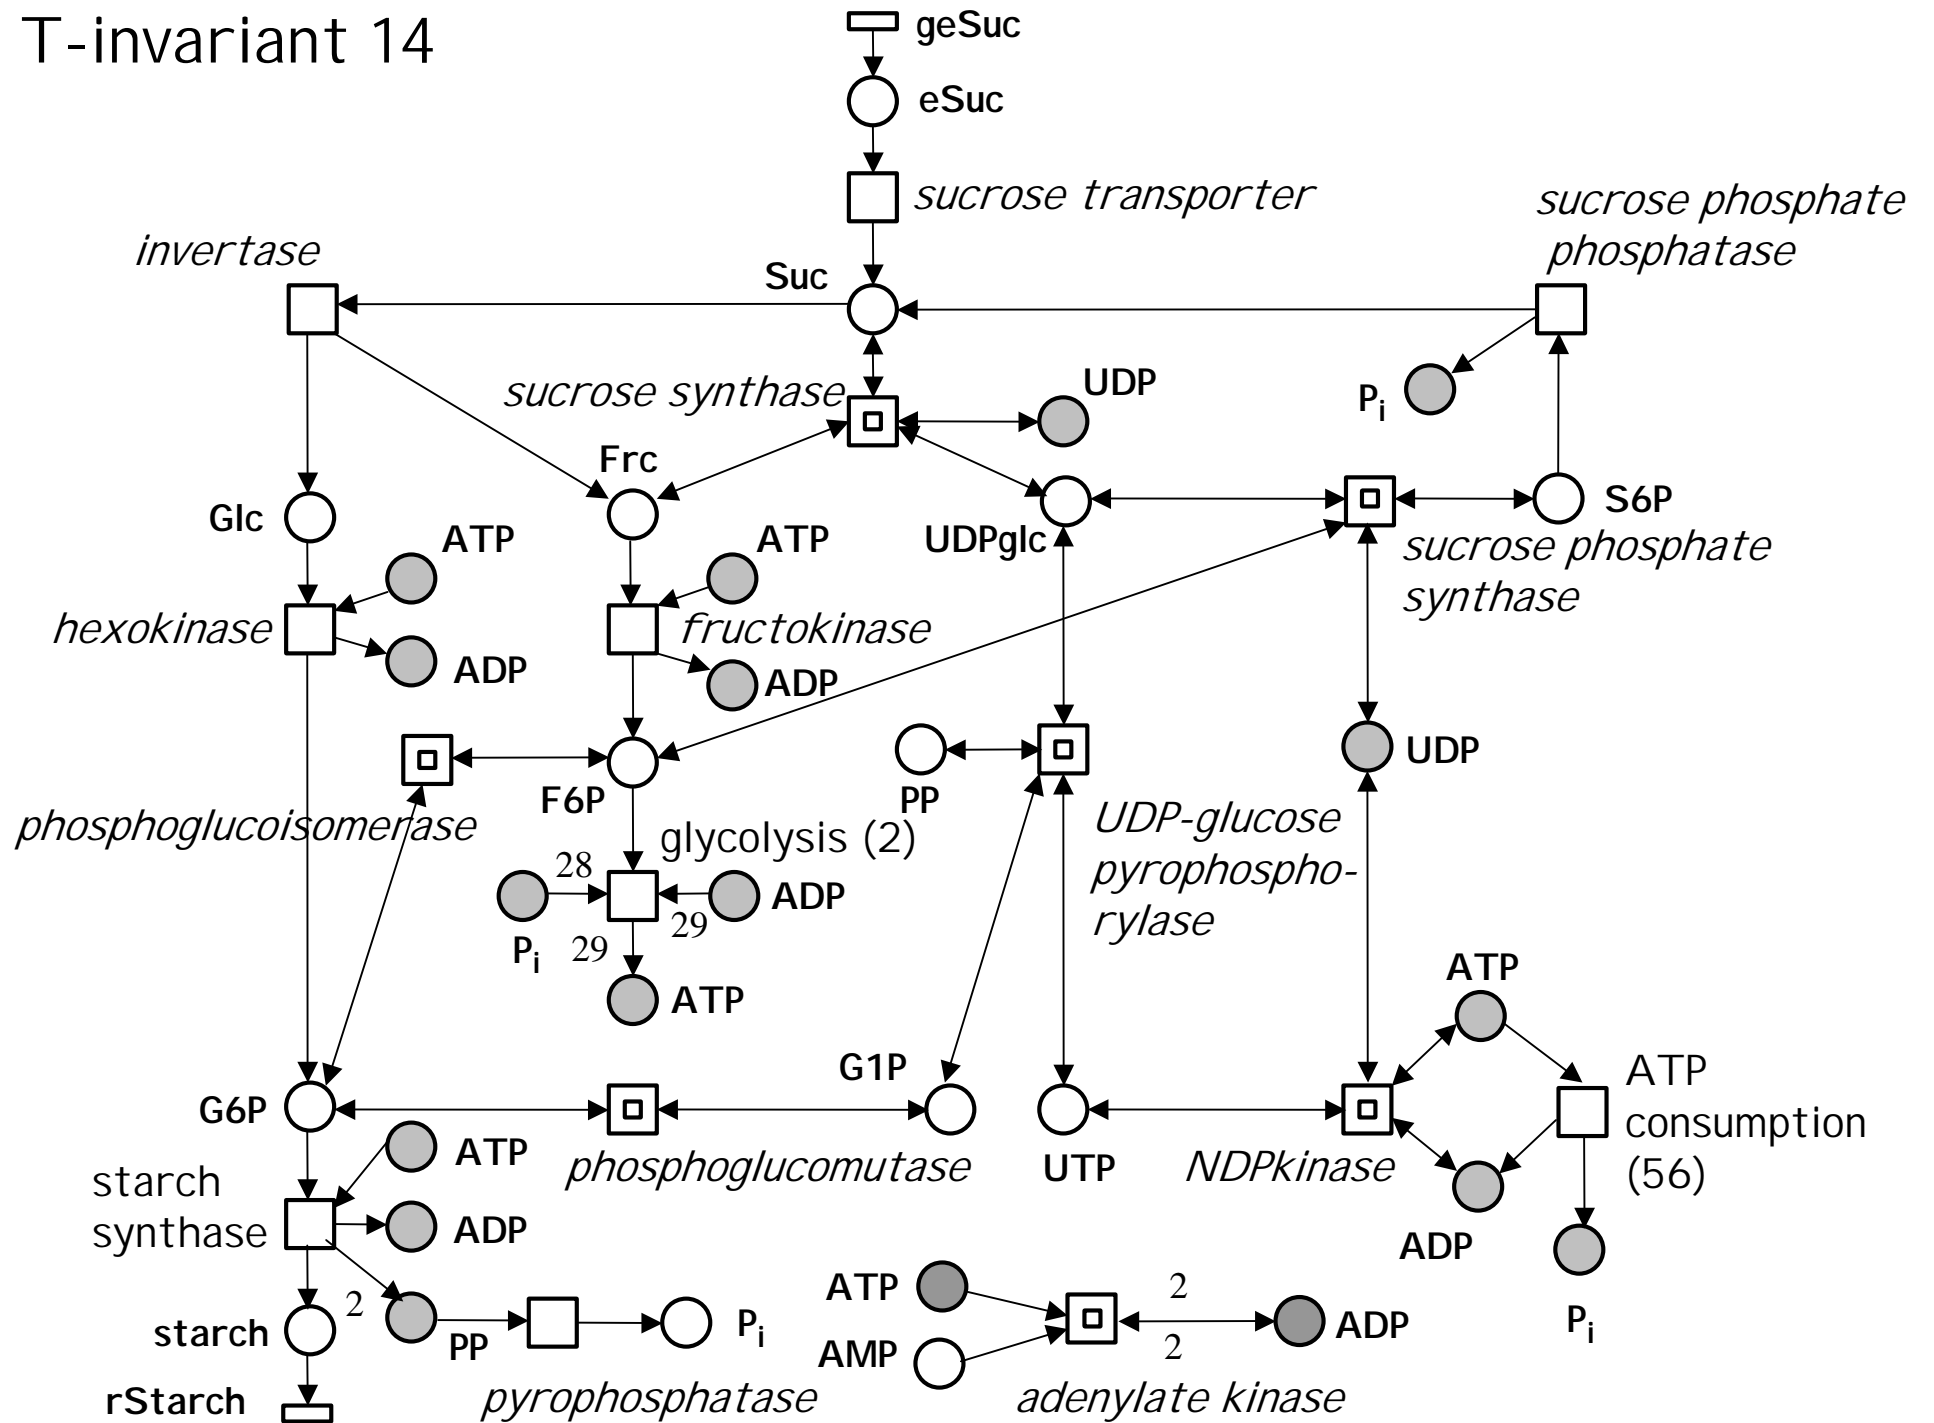 T-invariant 14
geSuc
eSuc
sucrose transporter
sucrose phosphate
phosphatase
invertase
Suc
sucrose synthase
UDP
Pi
Frc
Glc
ATP
ATP
UDPglc
S6P
sucrose phosphate
synthase
hexokinase
fructokinase
ADP
ADP
UDP
F6P
PP
phosphoglucoisomerase
glycolysis (2)
UDP-glucose
pyrophospho-
rylase
28
ADP
29
Pi
29
ATP
ATP
G1P
ATP
consumption
(56)
G6P
ATP
phosphoglucomutase
UTP
NDPkinase
starch
synthase
ADP
ADP
ATP
2
2
starch
PP
Pi
ADP
Pi
AMP
2
rStarch
pyrophosphatase
adenylate kinase